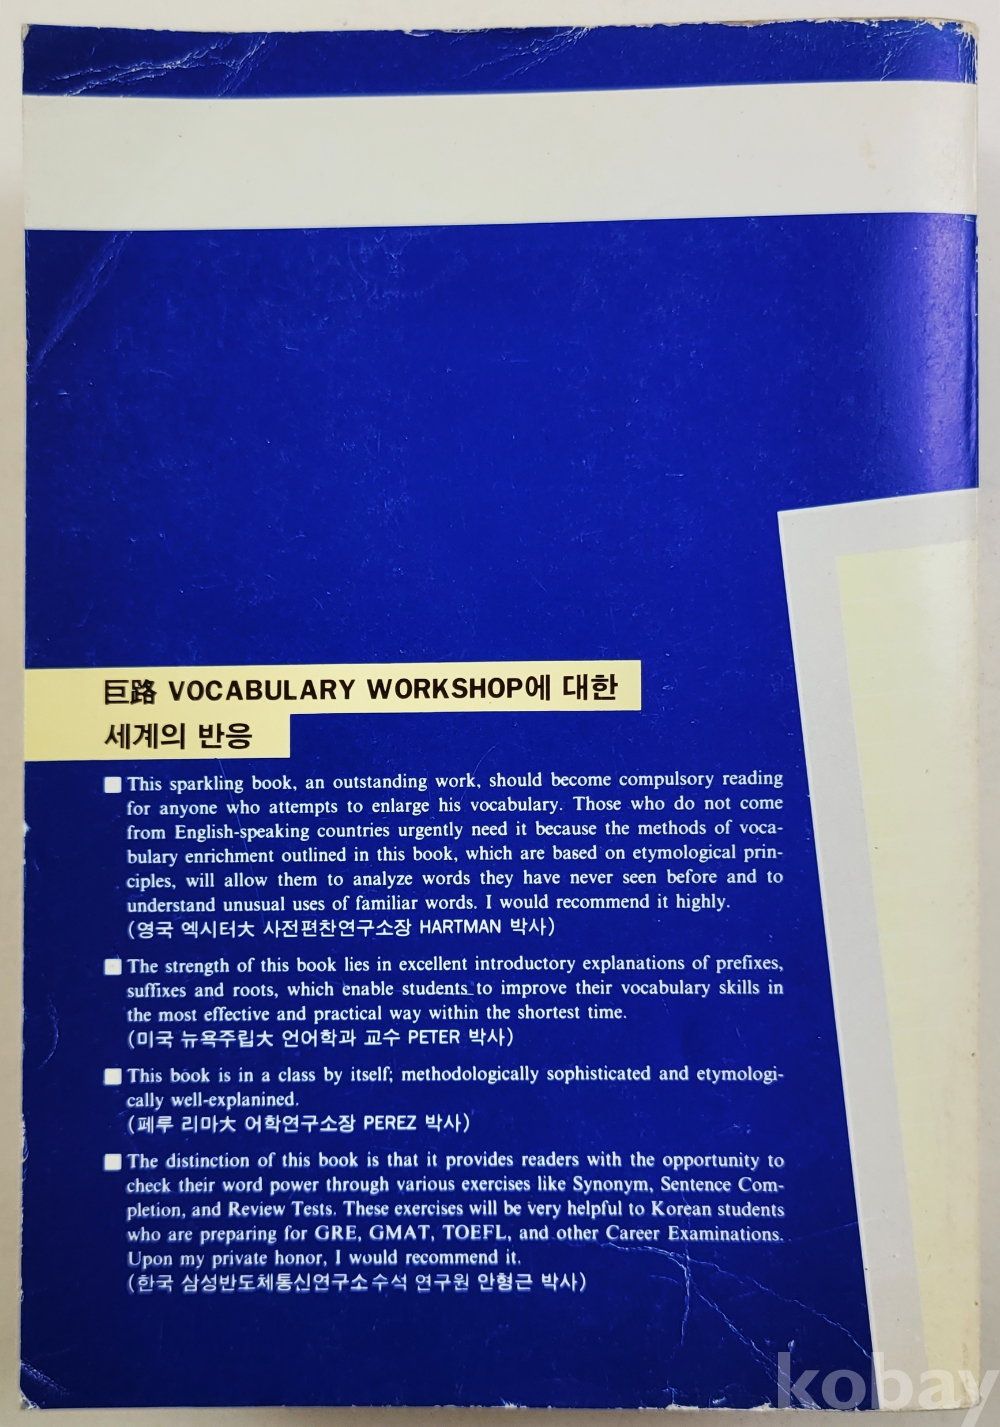 巨路 VOCABULARY WORKSHOP에 대한
세계의 반응
This sparkling book, an outstanding work, should become compulsory reading
for anyone who attempts to enlarge his vocabulary. Those who do not come
from English-speaking countries urgently need it because the methods of voca-
bulary enrichment outlined in this book, which are based on etymological prin-
ciples, will allow them to analyze words they have never seen before and to
understand unusual uses of familiar words. I would recommend it highly.
(영국 엑시터大 사전편찬연구소장 HARTMAN 박사)
The strength of this book lies in excellent introductory explanations of prefixes,
suffixes and roots, which enable students to improve their vocabulary skills in
the most effective and practical way within the shortest time.
(미국 뉴욕주립大 언어학과 교수 PETER 박사)
This book is in a class by itself; methodologically sophisticated and etymologi-
cally well-explanined.
(페루 리마大 어학연구소장 PEREZ 박사)
The distinction of this book is that it provides readers with the opportunity to
check their word power through various exercises like Synonym, Sentence Com-
pletion, and Review Tests. These exercises will be very helpful to Korean students
who are preparing for GRE, GMAT, TOEFL, and other Career Examinations.
Upon my private honor, I would recommend it.
(한국 삼성반도체통신연구소수석 연구원 안형근 박사)
kobay